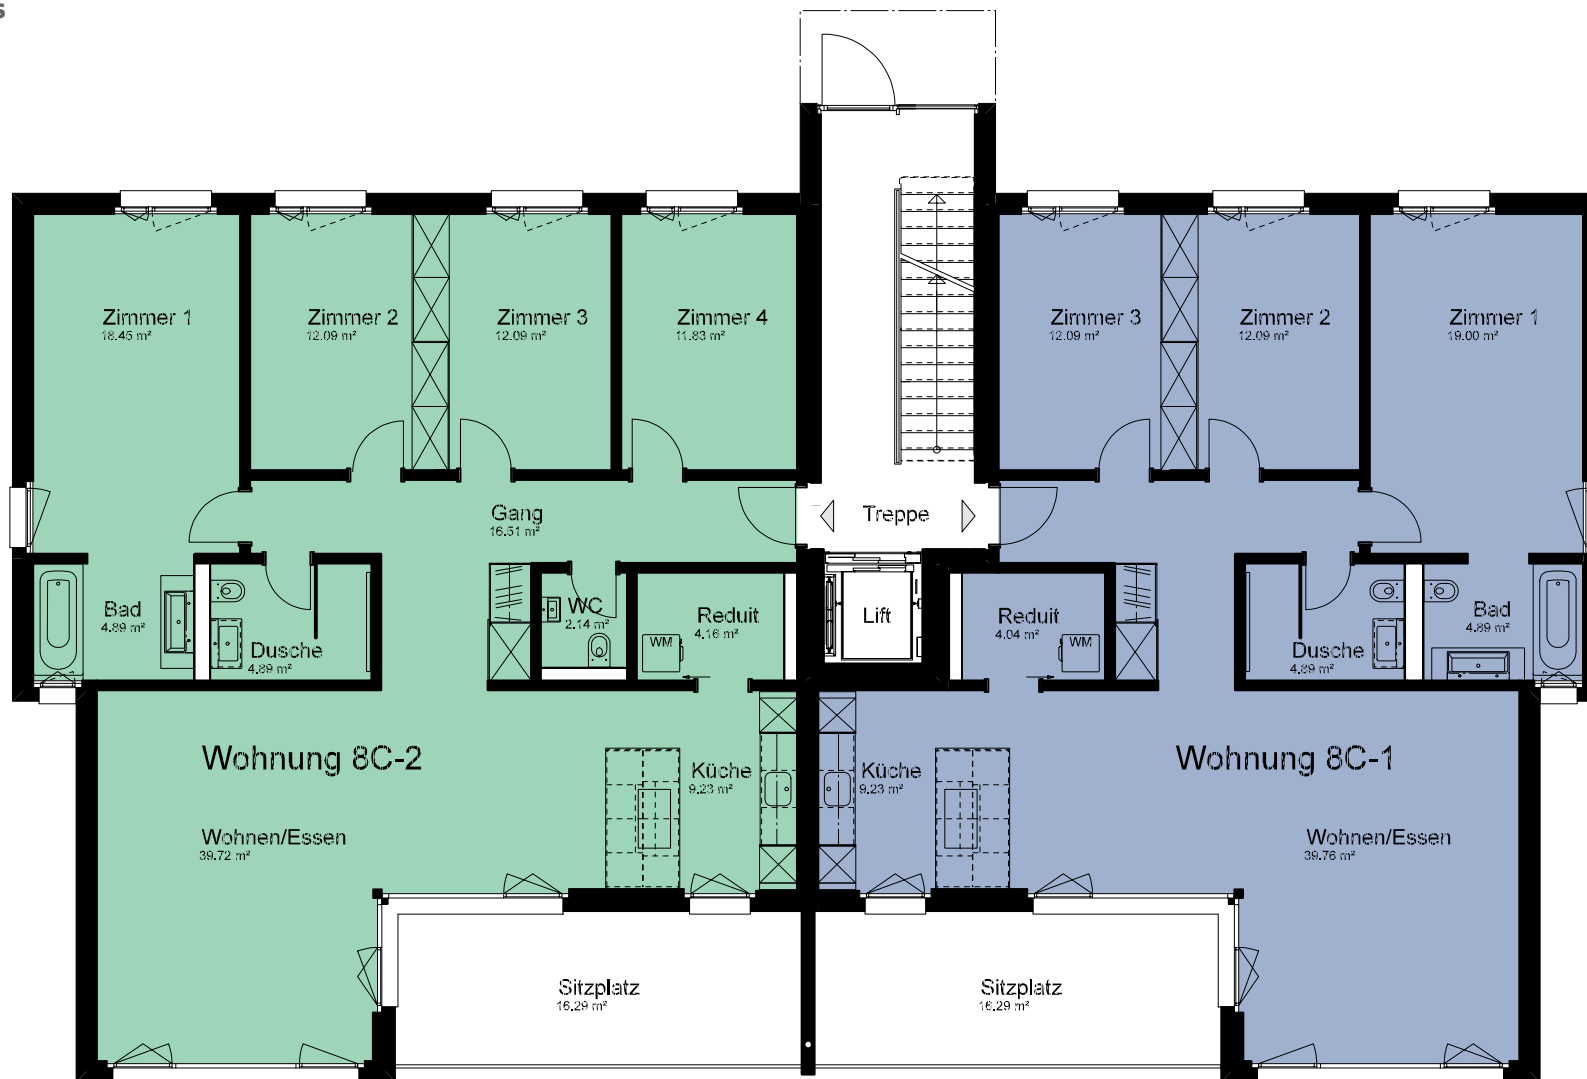 s
Zimmer 1
18.45 m²
Zimmer 2
12.09 m²
Zimmer 3
12.09 m²
Zimmer 4
11.83 m²
Zimmer 3
12.09 m²
Zimmer 2
12.09 m²
Zimmer 1
19.00 m²
Gang
16.51 m²
Treppe
Bad
4.89 m²
Dusche
4.89 m²
WC
2.14 m²
Reduit
4.16 m²
WM
Lift
Reduit
4.04 m²
WM
Dusche
4.89 m²
Bad
4.89 m²
Wohnung 8C-2
Küche
9.23 m²
Küche
9.23 m²
Wohnung 8C-1
Wohnen/Essen
39.72 m²
Wohnen/Essen
39.76 m²
Sitzplatz
16.29 m²
Sitzplatz
16.29 m²